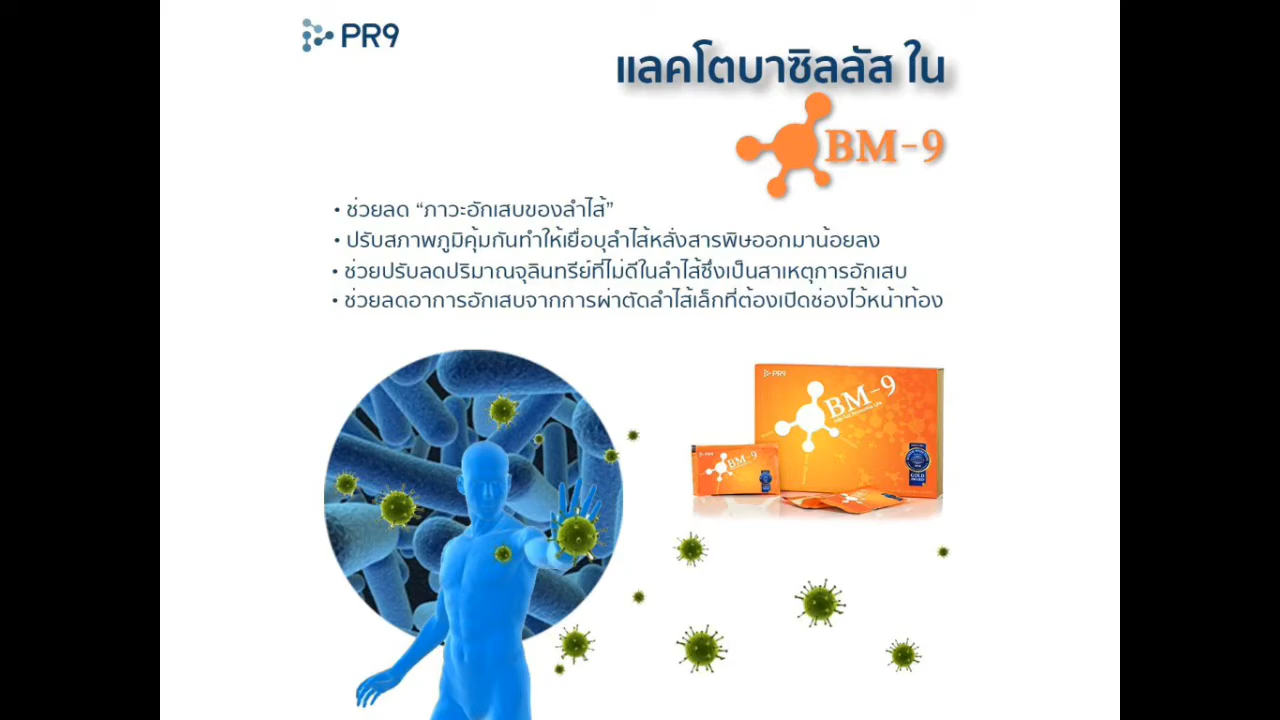 PR9
แลคโตบาซิลลัส ใน
BM-9
• ช่วยลด “ภาวะอักเสบของลำไส้”
• ปรับสภาพภูมิคุ้มกันทำให้เยื่อบุลำไส้หลั่งสารพิษออกมาน้อยลง
• ช่วยปรับลดปริมาณจุลินทรีย์ที่ไม่ดีในลำไส้ซึ่งเป็นสาเหตุการอักเสบ
• ช่วยลดอาการอักเสบจากการผ่าตัดลำไส้เล็กที่ต้องเปิดช่องไว้หน้าท้อง
PR9
BM-9
PR9
BM-9
GOLD